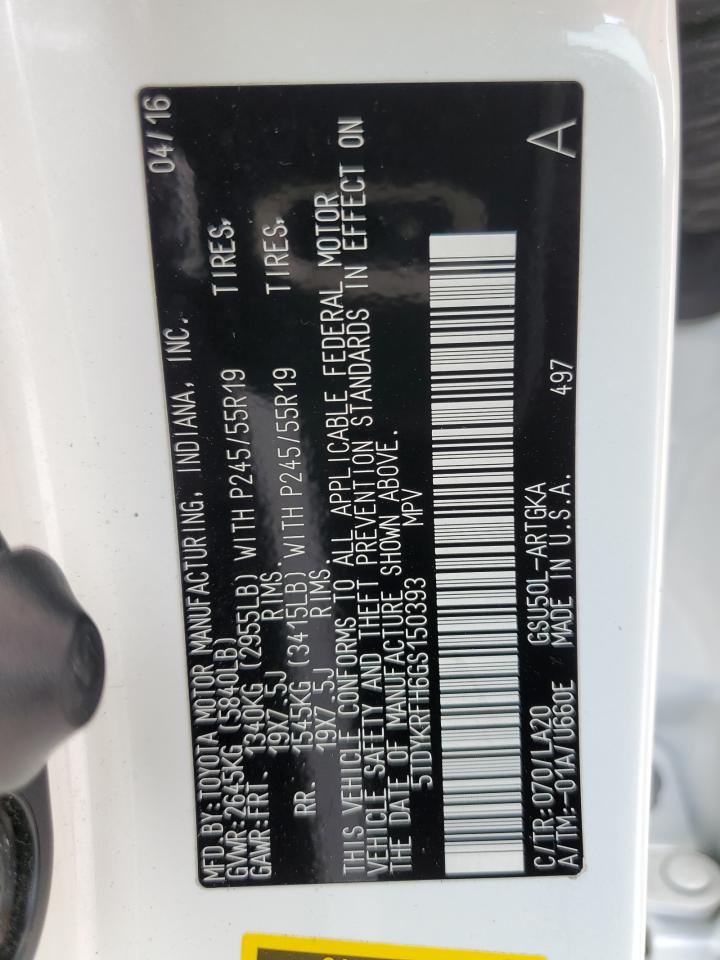 MFD. BY: TOYOTA MOTOR MANUFACTURING, INDIANA, INC. 04/16
GVWR: 2645KG (5840LB)
GAWR: FRT. 1340KG (2955LB) WITH P245/55R19 TIRES,
19X7.5J RIMS.
RR. 1545KG (3415LB) WITH P245/55R19 TIRES,
19X7.5J RIMS.
THIS VEHICLE CONFORMS TO ALL APPLICABLE FEDERAL MOTOR
VEHICLE SAFETY AND THEFT PREVENTION STANDARDS IN EFFECT ON
THE DATE OF MANUFACTURE SHOWN ABOVE.
5TDYKRFH6GS150393 MPV
C/TR: 070/LA20 GSU50L-ARTGKA A
A/TM: -01A/U660E MADE IN U.S.A. 497